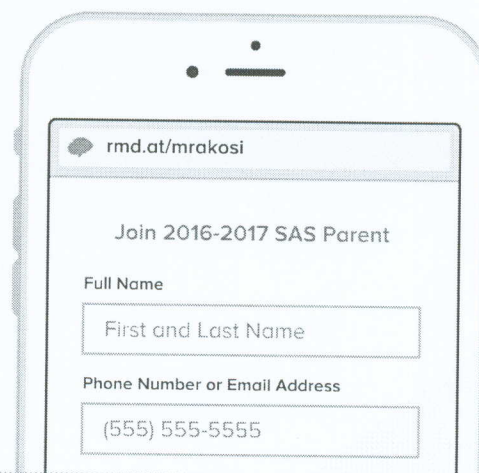 rmd.at/mrakosi
Join 2016-2017 SAS Parent
Full Name
First and Last Name
Phone Number or Email Address
(555) 555-5555